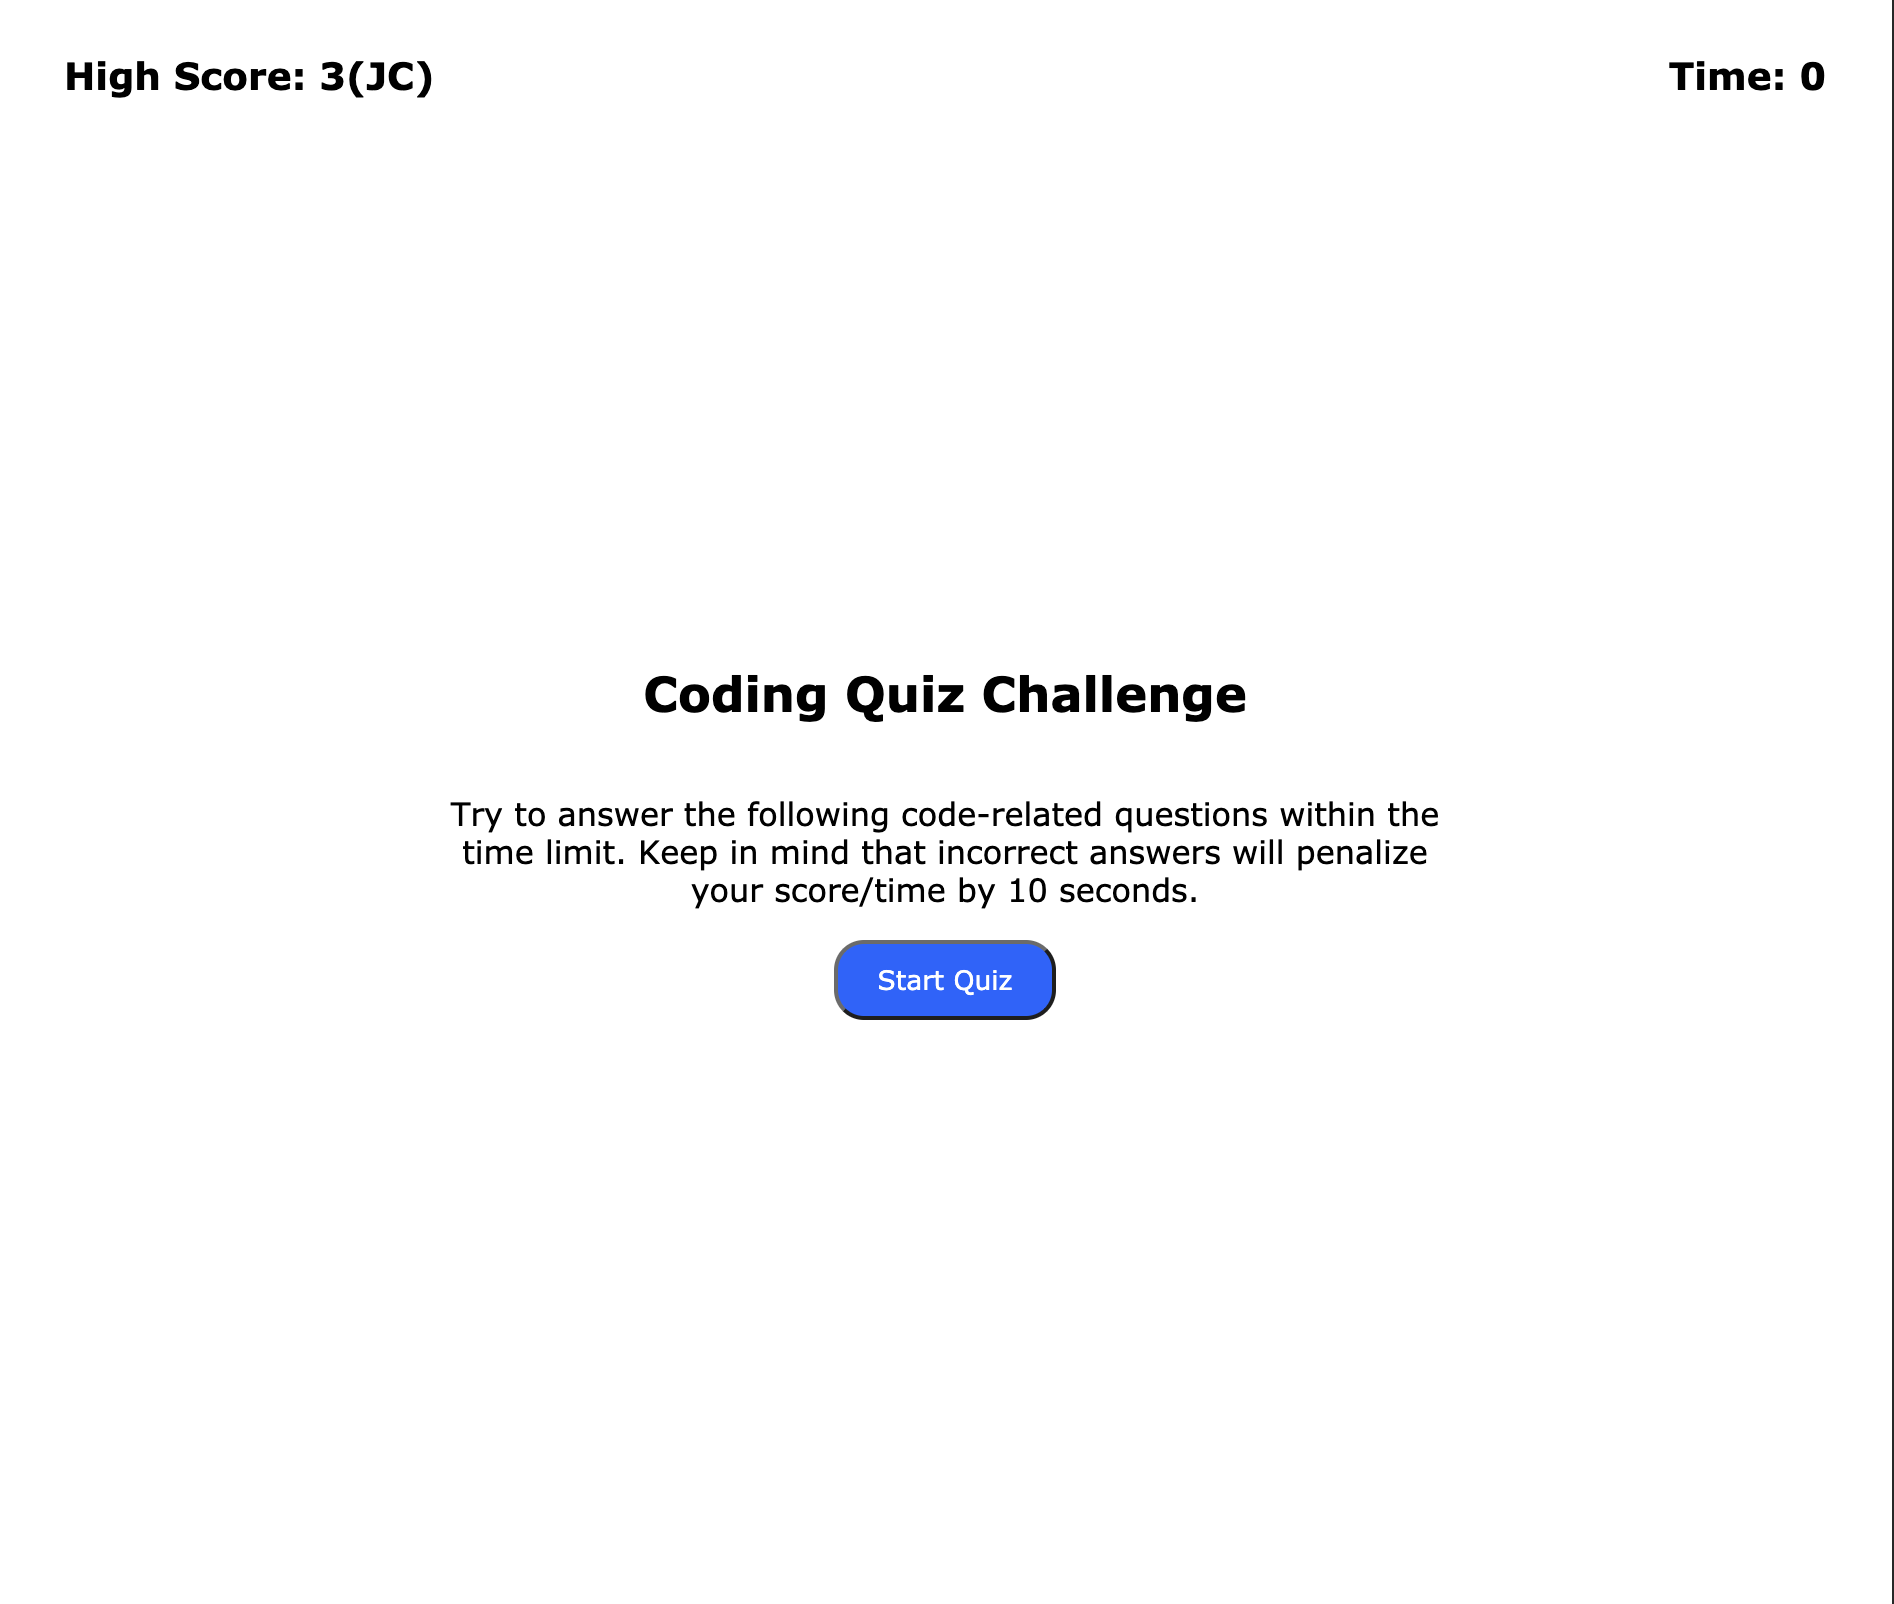 High Score: 3(JC)
Time: 0
Coding Quiz Challenge
Try to answer the following code-related questions within the
time limit. Keep in mind that incorrect answers will penalize
your score/time by 10 seconds.
Start Quiz